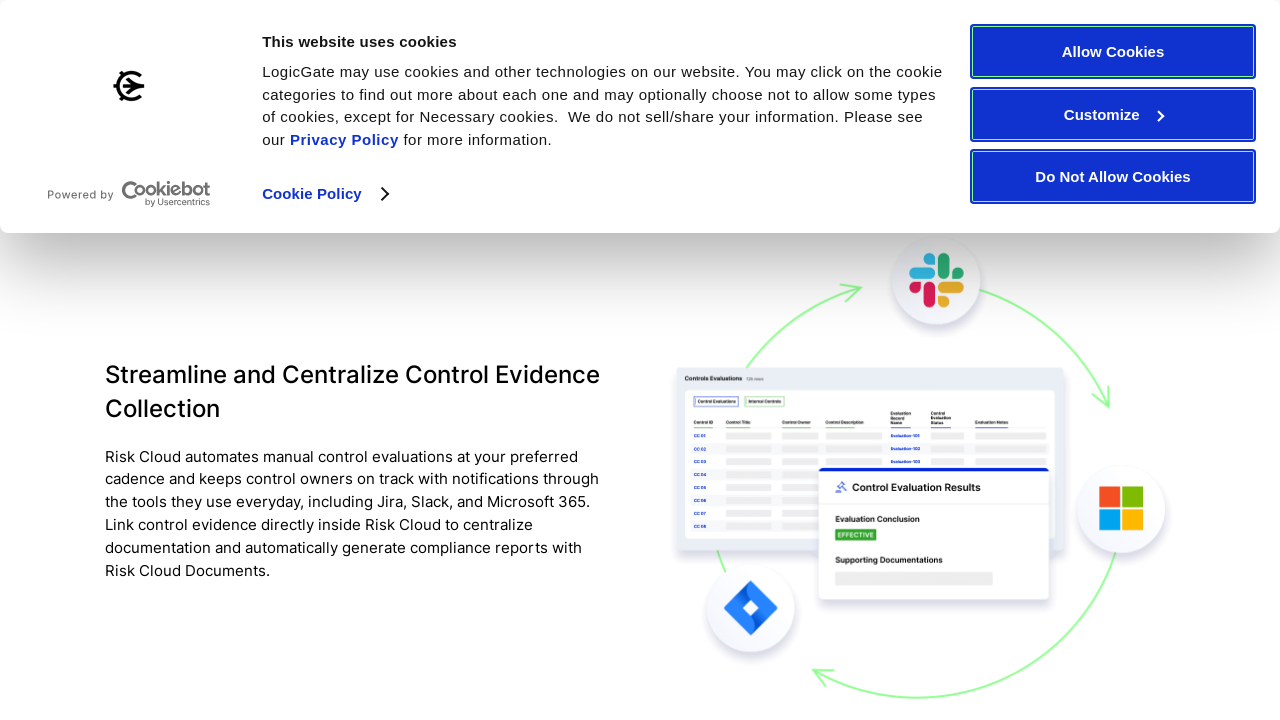 This website uses cookies
LogicGate may use cookies and other technologies on our website. You may click on the cookie
categories to find out more about each one and may optionally choose not to allow some types
of cookies, except for Necessary cookies.  We do not sell/share your information. Please see
our Privacy Policy for more information.
Powered by Cookiebot
by Usercentrics
Cookie Policy
Allow Cookies
Customize
Do Not Allow Cookies
Streamline and Centralize Control Evidence
Collection
Risk Cloud automates manual control evaluations at your preferred
cadence and keeps control owners on track with notifications through
the tools they use everyday, including Jira, Slack, and Microsoft 365.
Link control evidence directly inside Risk Cloud to centralize
documentation and automatically generate compliance reports with
Risk Cloud Documents.
Controls Evaluations
Control Evaluations
Internal Controls
Control ID
Control Title
Control Owner
Control Description
Evaluation
Record
Name
Control
Evaluation
Status
Evaluation Notes
CC 01
Evaluation-101
CC 02
Evaluation-102
CC 03
Evaluation-103
CC 04
CC 05
CC 06
CC 07
CC 08
Control Evaluation Results
Evaluation Conclusion
EFFECTIVE
Supporting Documentations